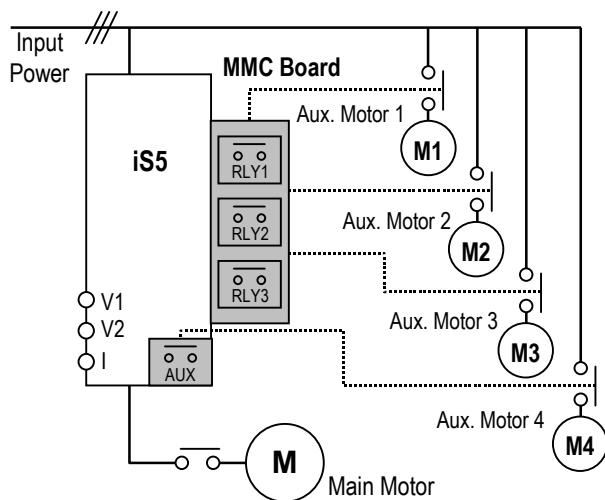 Input
Power
MMC Board
Aux. Motor 1
M1
iS5
RLY1
Aux. Motor 2
M2
RLY2
RLY3
V1
V2
I
Aux. Motor 3
M3
AUX
Aux. Motor 4
M4
M
Main Motor